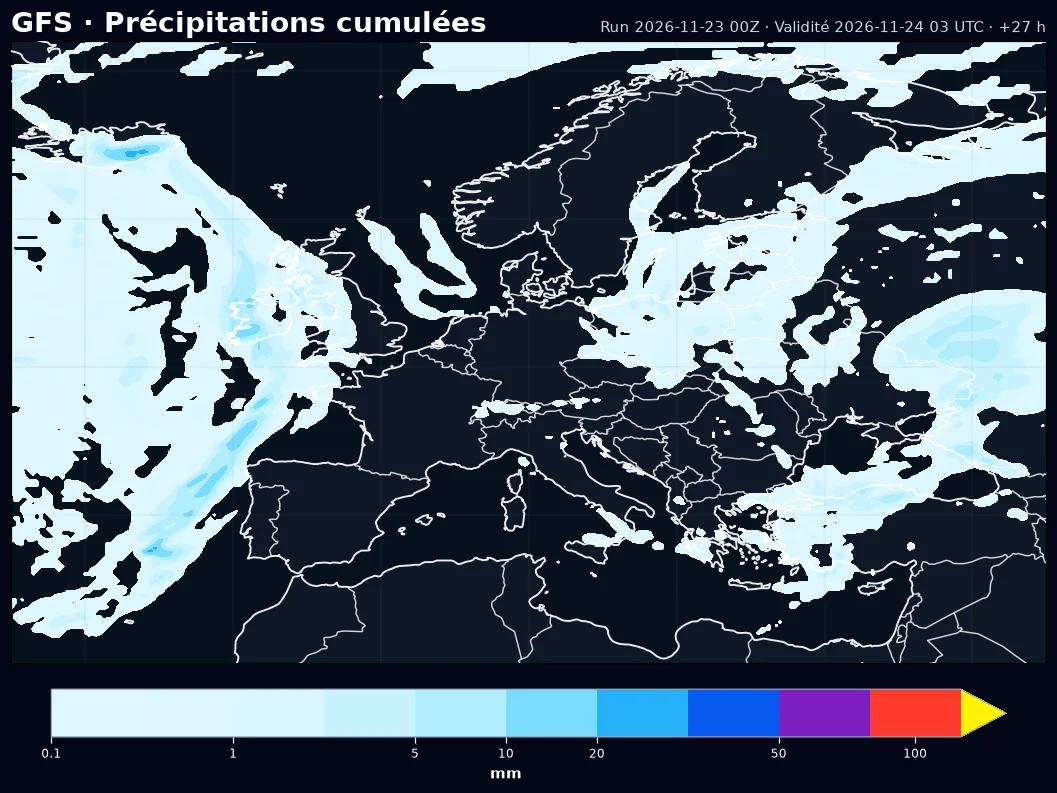 GFS · Précipitations cumulées
Run 2026-11-23 00Z · Validité 2026-11-24 03 UTC · +27 h
0.1 1 5 10 20 50 100
mm